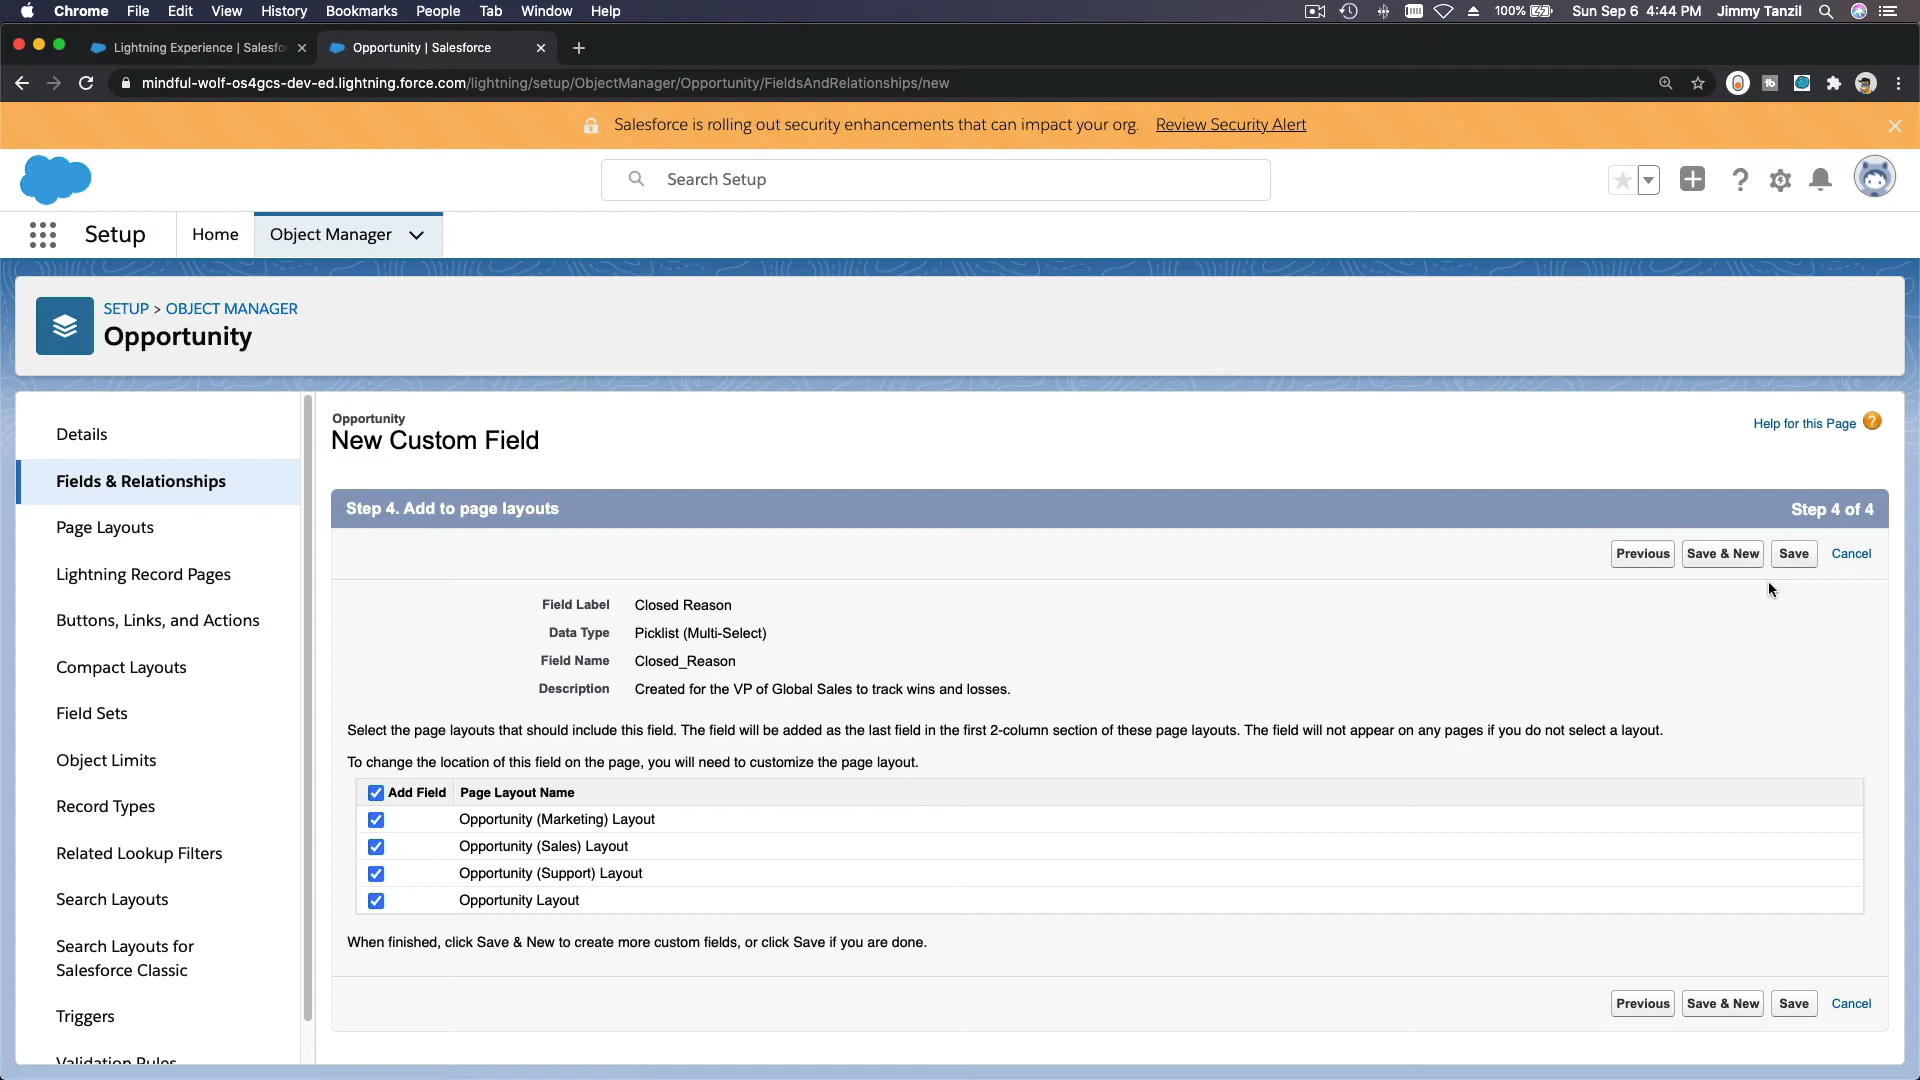 Chrome File Edit View History Bookmarks People Tab Window Help 100% Sun Sep 6 4:44 PM Jimmy Tanzil
Lightning Experience | Salesfo
Opportunity | Salesforce
mindful-wolf-os4gcs-dev-ed.lightning.force.com/lightning/setup/ObjectManager/Opportunity/FieldsAndRelationships/new
Salesforce is rolling out security enhancements that can impact your org. Review Security Alert
Search Setup
Setup Home Object Manager
SETUP > OBJECT MANAGER
Opportunity
Details
Fields & Relationships
Page Layouts
Lightning Record Pages
Buttons, Links, and Actions
Compact Layouts
Field Sets
Object Limits
Record Types
Related Lookup Filters
Search Layouts
Search Layouts for
Salesforce Classic
Triggers
Validation Rules
Opportunity
New Custom Field
Help for this Page ?
Step 4. Add to page layouts Step 4 of 4
Previous Save & New Save Cancel
Field Label Closed Reason
Data Type Picklist (Multi-Select)
Field Name Closed_Reason
Description Created for the VP of Global Sales to track wins and losses.
Select the page layouts that should include this field. The field will be added as the last field in the first 2-column section of these page layouts. The field will not appear on any pages if you do not select a layout.
To change the location of this field on the page, you will need to customize the page layout.
Add Field Page Layout Name
Opportunity (Marketing) Layout
Opportunity (Sales) Layout
Opportunity (Support) Layout
Opportunity Layout
When finished, click Save & New to create more custom fields, or click Save if you are done.
Previous Save & New Save Cancel